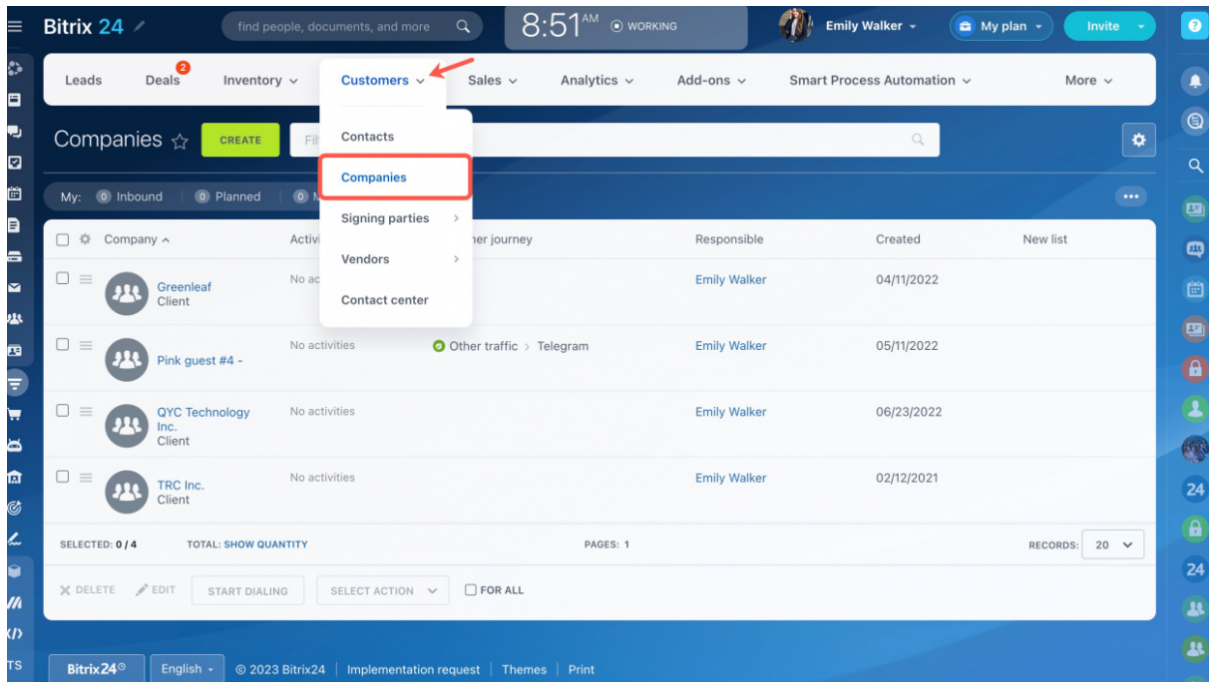 Bitrix 24
find people, documents, and more
8:51 AM
WORKING
Emily Walker
My plan
Invite
Leads
Deals
2
Inventory
Customers
Sales
Analytics
Add-ons
Smart Process Automation
More
Companies
CREATE
Contacts
Companies
Signing parties
Vendors
Contact center
My:
0 Inbound
0 Planned
0
Company
Customer journey
Responsible
Created
New list
Greenleaf
Client
Emily Walker
04/11/2022
Pink guest #4 -
No activities
Other traffic > Telegram
Emily Walker
05/11/2022
QYC Technology
Inc.
Client
No activities
Emily Walker
06/23/2022
TRC Inc.
Client
No activities
Emily Walker
02/12/2021
SELECTED: 0 / 4
TOTAL: SHOW QUANTITY
PAGES: 1
RECORDS: 20
DELETE
EDIT
START DIALING
SELECT ACTION
FOR ALL
Bitrix24
English
© 2023 Bitrix24
Implementation request
Themes
Print
TS
24
24